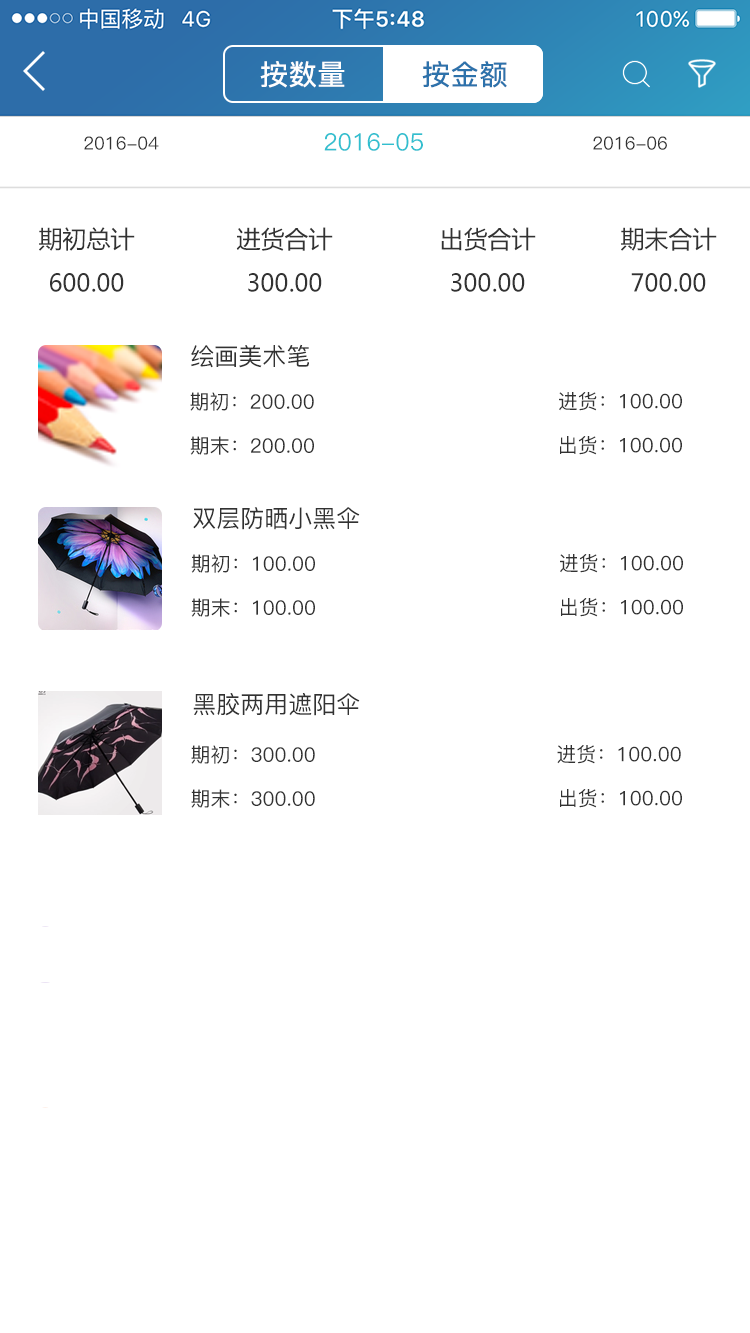 中国移动 4G 下午5:48 100%
按数量 按金额
2016-04 2016-05 2016-06
期初总计 进货合计 出货合计 期末合计
600.00 300.00 300.00 700.00
绘画美术笔
期初：200.00 进货：100.00
期末：200.00 出货：100.00
双层防晒小黑伞
期初：100.00 进货：100.00
期末：100.00 出货：100.00
黑胶两用遮阳伞
期初：300.00 进货：100.00
期末：300.00 出货：100.00